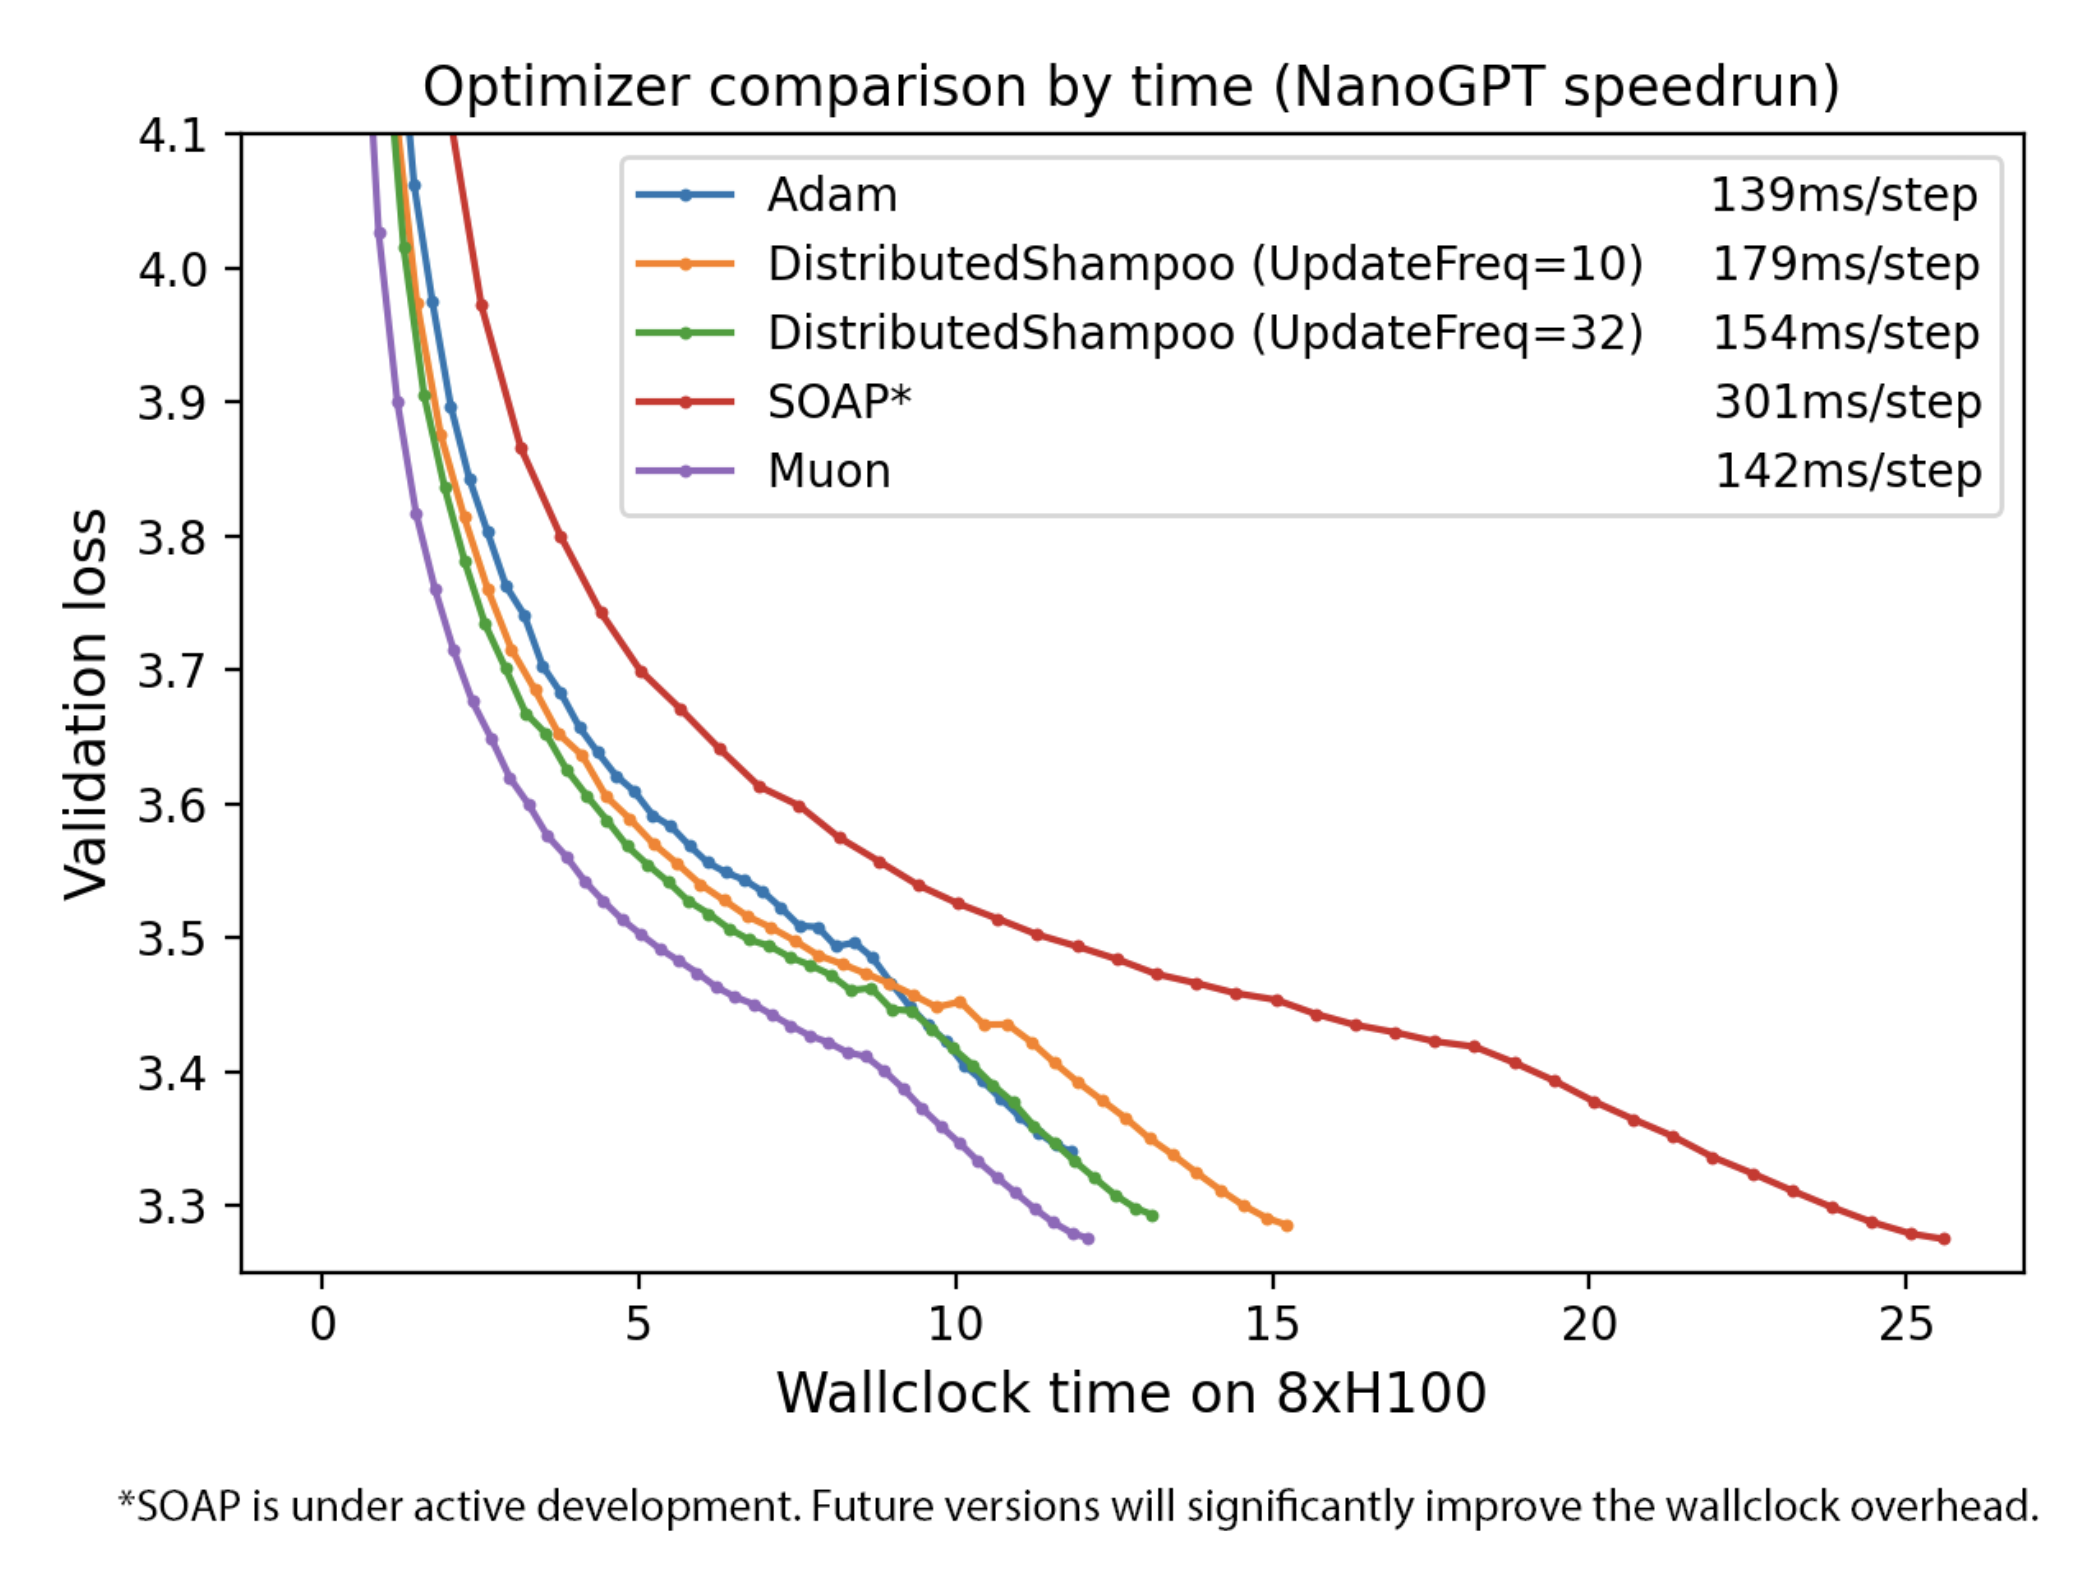 Optimizer comparison by time (NanoGPT speedrun)
4.1
4.0
3.9
3.8
3.7
3.6
3.5
3.4
3.3
Validation loss
Adam 139ms/step
DistributedShampoo (UpdateFreq=10) 179ms/step
DistributedShampoo (UpdateFreq=32) 154ms/step
SOAP* 301ms/step
Muon 142ms/step
0 5 10 15 20 25
Wallclock time on 8xH100
*SOAP is under active development. Future versions will significantly improve the wallclock overhead.